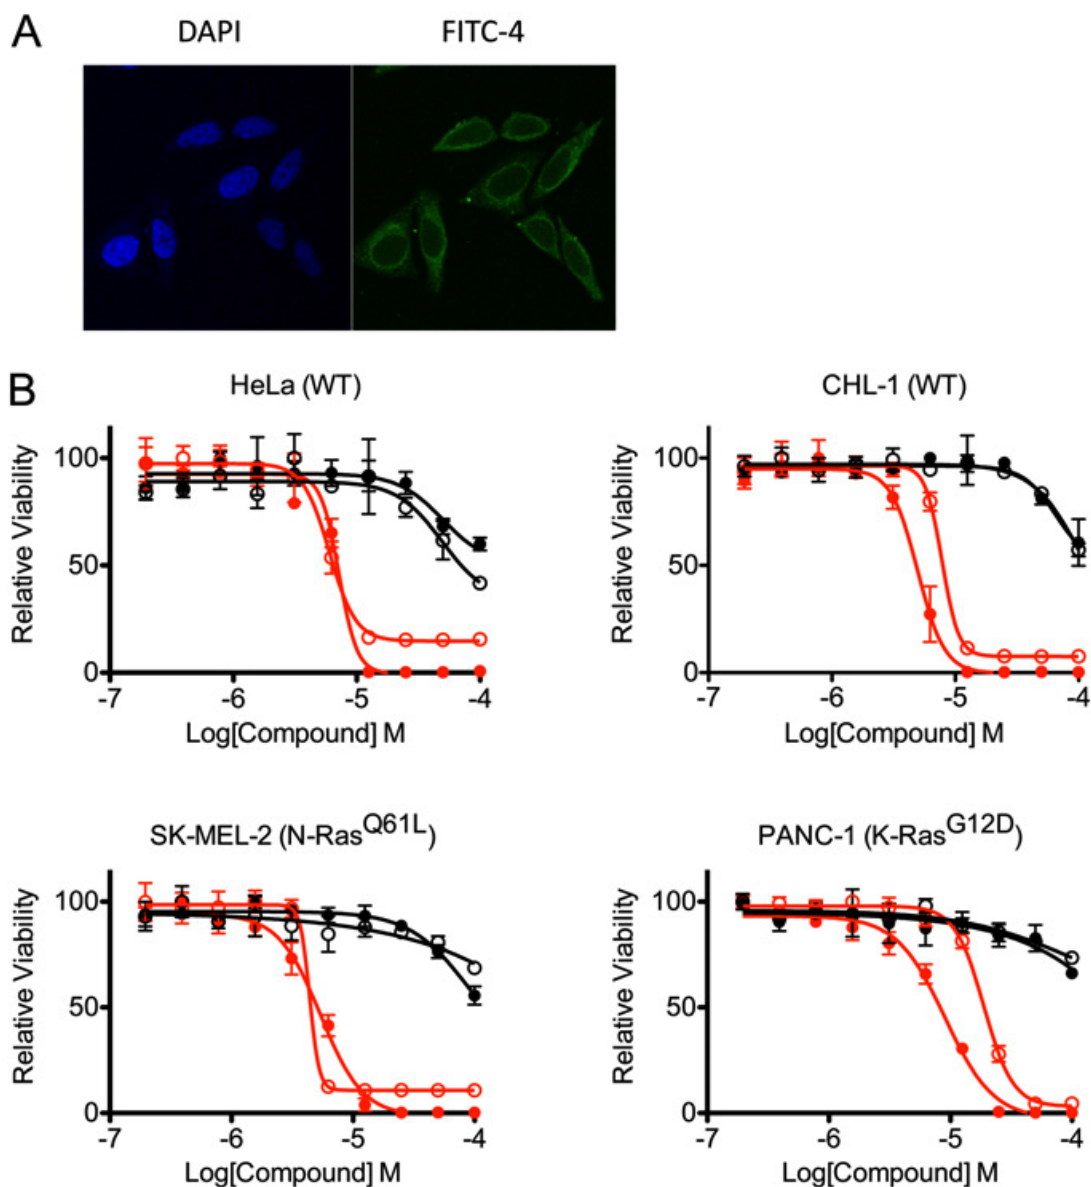 A
DAPI FITC-4
B
HeLa (WT) CHL-1 (WT)
Relative Viability
100
50
0
-7 -6 -5 -4
Log[Compound] M
Relative Viability
100
50
0
-7 -6 -5 -4
Log[Compound] M
SK-MEL-2 (N-Ras^Q61L) PANC-1 (K-Ras^G12D)
Relative Viability
100
50
0
-7 -6 -5 -4
Log[Compound] M
Relative Viability
100
50
0
-7 -6 -5 -4
Log[Compound] M